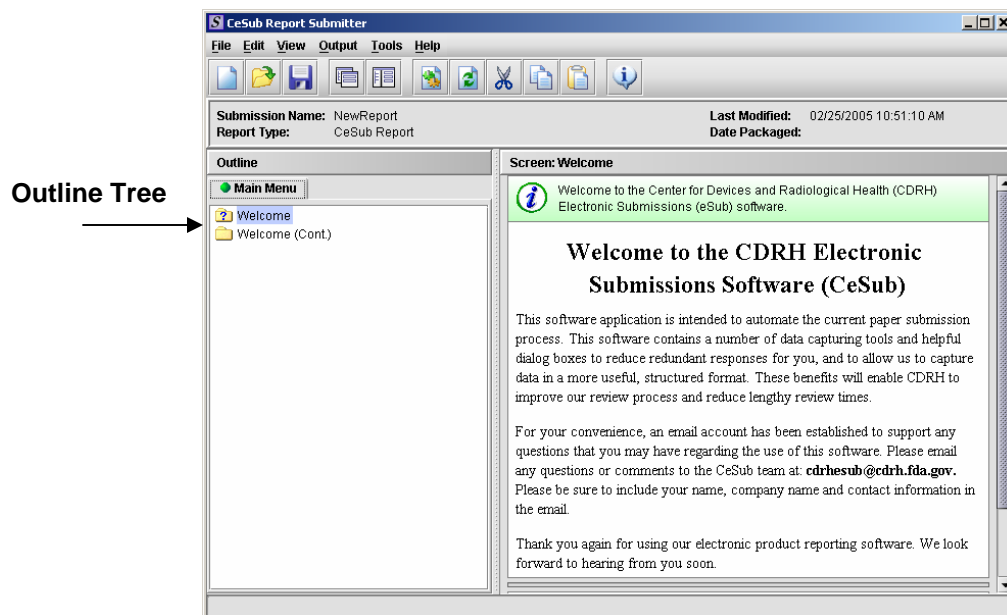 CeSub Report Submitter
File Edit View Output Tools Help
Submission Name: NewReport
Last Modified: 02/25/2005 10:51:10 AM
Report Type: CeSub Report
Date Packaged:
Outline
Screen: Welcome
Outline Tree
Main Menu
Welcome
Welcome (Cont.)
Welcome to the Center for Devices and Radiological Health (CDRH)
Electronic Submissions (eSub) software.
Welcome to the CDRH Electronic
Submissions Software (CeSub)
This software application is intended to automate the current paper submission
process. This software contains a number of data capturing tools and helpful
dialog boxes to reduce redundant responses for you, and to allow us to capture
data in a more useful, structured format. These benefits will enable CDRH to
improve our review process and reduce lengthy review times.
For your convenience, an email account has been established to support any
questions that you may have regarding the use of this software. Please email
any questions or comments to the CeSub team at: cdrhesub@cdrh.fda.gov.
Please be sure to include your name, company name and contact information in
the email.
Thank you again for using our electronic product reporting software. We look
forward to hearing from you soon.